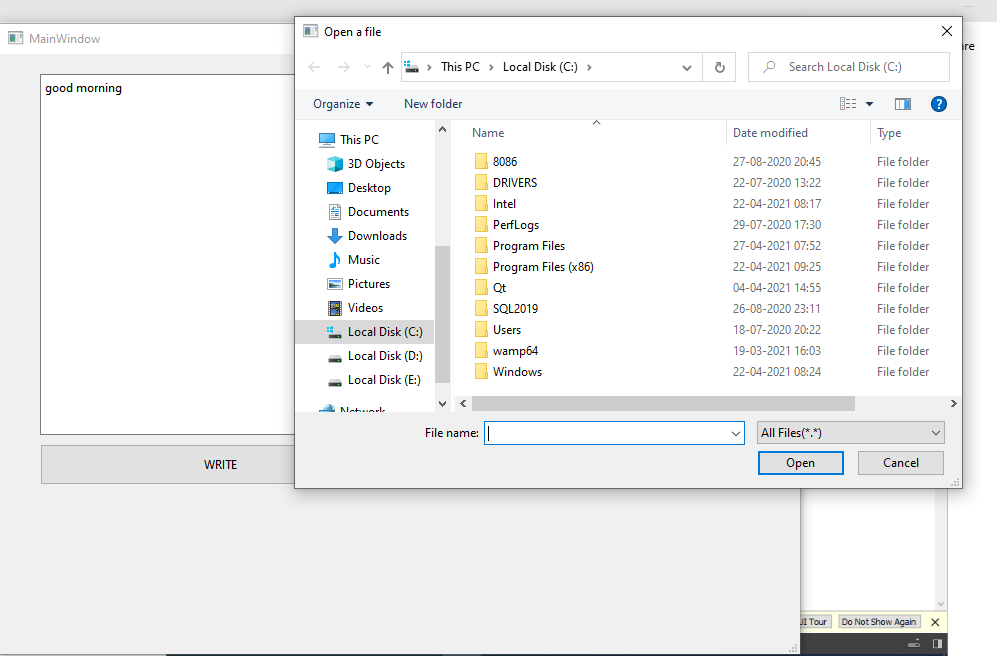 MainWindow
good morning
WRITE
Open a file
This PC
Local Disk (C:)
Search Local Disk (C:)
Organize
New folder
?
This PC
3D Objects
Desktop
Documents
Downloads
Music
Pictures
Videos
Local Disk (C:)
Local Disk (D:)
Local Disk (E:)
Network
Name Date modified Type
8086 27-08-2020 20:45 File folder
DRIVERS 22-07-2020 13:22 File folder
Intel 22-04-2021 08:17 File folder
PerfLogs 29-07-2020 17:30 File folder
Program Files 27-04-2021 07:52 File folder
Program Files (x86) 22-04-2021 09:25 File folder
Qt 04-04-2021 14:55 File folder
SQL2019 26-08-2020 23:11 File folder
Users 18-07-2020 20:22 File folder
wamp64 19-03-2021 16:03 File folder
Windows 22-04-2021 08:24 File folder
File name:
All Files(*.*)
Open Cancel
Tour Do Not Show Again